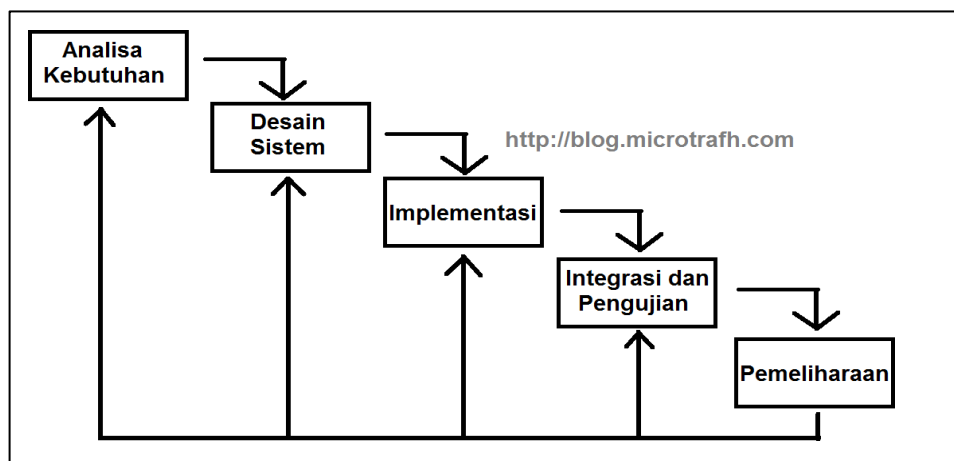 Analisa
Kebutuhan
Desain
Sistem
http://blog.microtrafh.com
Implementasi
Integrasi dan
Pengujian
Pemeliharaan